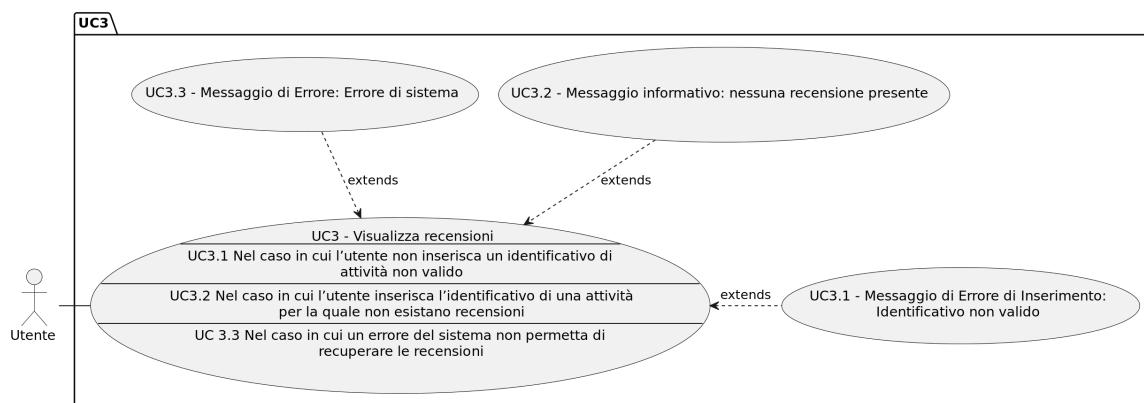 UC3
UC3.3 - Messaggio di Errore: Errore di sistema
UC3.2 - Messaggio informativo: nessuna recensione presente
extends
extends
UC3 - Visualizza recensioni
UC3.1 Nel caso in cui l’utente non inserisca un identificativo di
attività non valido
UC3.2 Nel caso in cui l’utente inserisca l’identificativo di una attività
per la quale non esistano recensioni
UC 3.3 Nel caso in cui un errore del sistema non permetta di
recuperare le recensioni
Utente
extends
UC3.1 - Messaggio di Errore di Inserimento:
Identificativo non valido